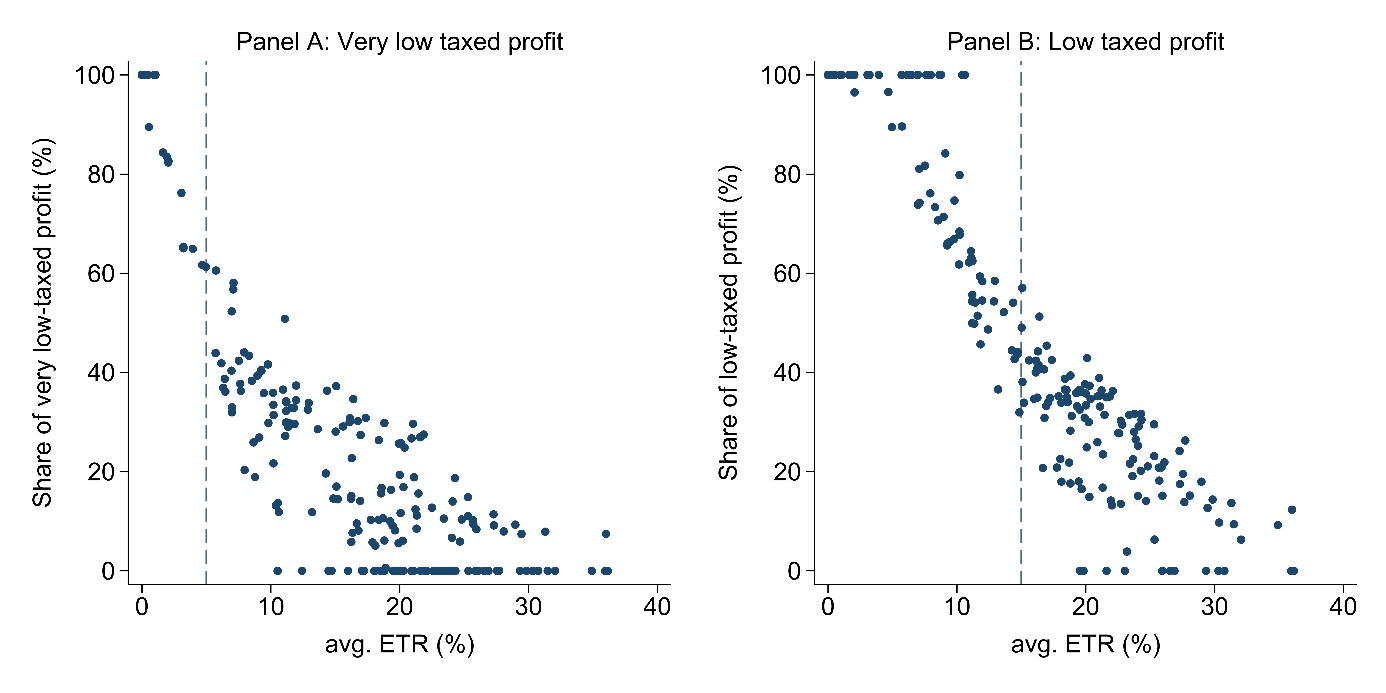 Panel A: Very low taxed profit
Share of very low-taxed profit (%)
100
80
60
40
20
0
0 10 20 30 40
avg. ETR (%)
Panel B: Low taxed profit
Share of low-taxed profit (%)
100
80
60
40
20
0
0 10 20 30 40
avg. ETR (%)